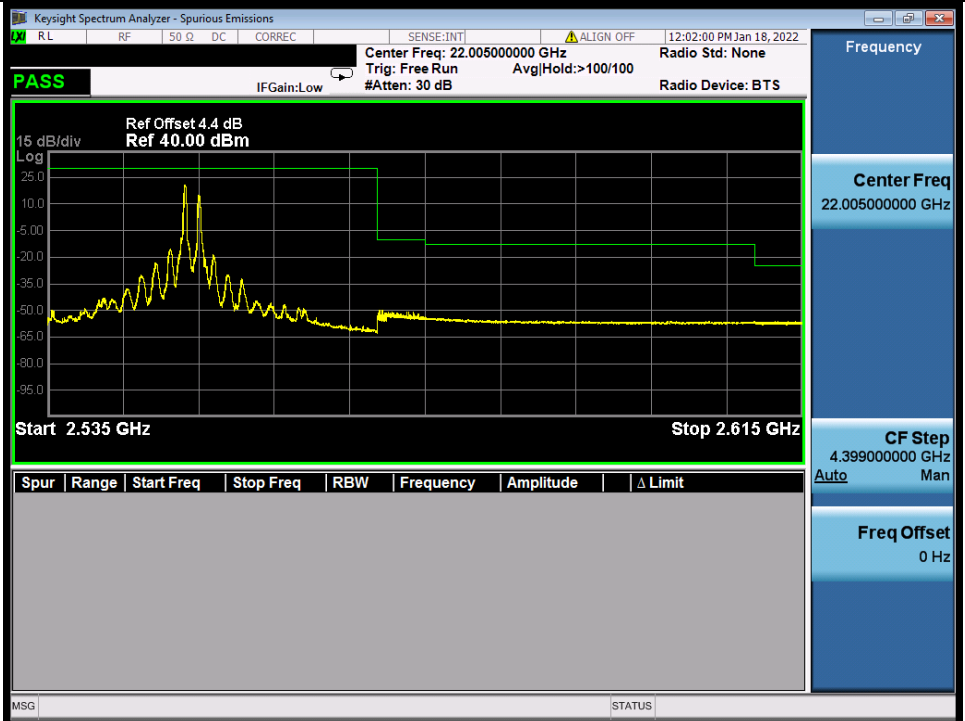 Keysight Spectrum Analyzer - Spurious Emissions
LXI RL RF 50 Ω DC CORREC SENSE:INT ALIGN OFF 12:02:00 PM Jan 18, 2022
Center Freq: 22.005000000 GHz Radio Std: None
Trig: Free Run Avg|Hold:>100/100
PASS IFGain:Low #Atten: 30 dB Radio Device: BTS
Ref Offset 4.4 dB
15 dB/div Ref 40.00 dBm
Log
25.0
10.0
-5.00
-20.0
-35.0
-50.0
-65.0
-80.0
-95.0
Start 2.535 GHz Stop 2.615 GHz
Spur Range Start Freq Stop Freq RBW Frequency Amplitude Δ Limit
MSG STATUS
Frequency
Center Freq
22.005000000 GHz
CF Step
4.399000000 GHz
Auto Man
Freq Offset
0 Hz